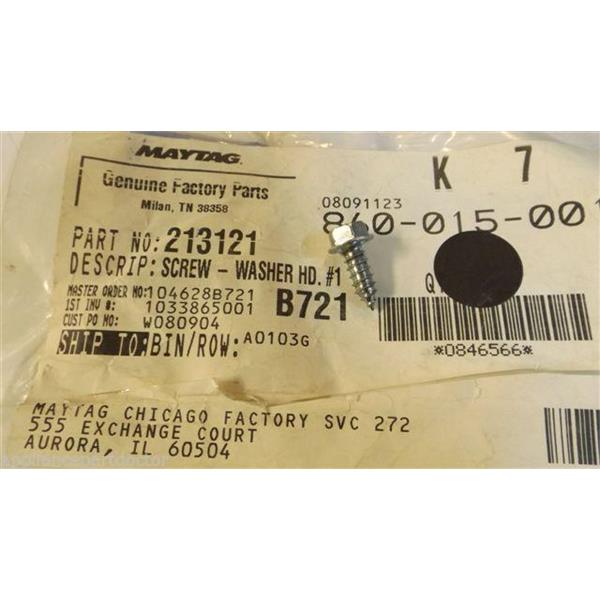 MAYTAG
Genuine Factory Parts
Milan, TN 38358
K 7
08091123
860-015-001
PART NO: 213121
DESCRIP: SCREW - WASHER HD. #1
MASTER ORDER NO: 104628B721
B721
1ST INV #: 1033865001
CUST PO NO: W080904
SHIP TO: BIN/ROW: A0103G
Q
*0846566*
MAYTAG CHICAGO FACTORY SVC 272
555 EXCHANGE COURT
AURORA, IL 60504
appliancepartdoctor